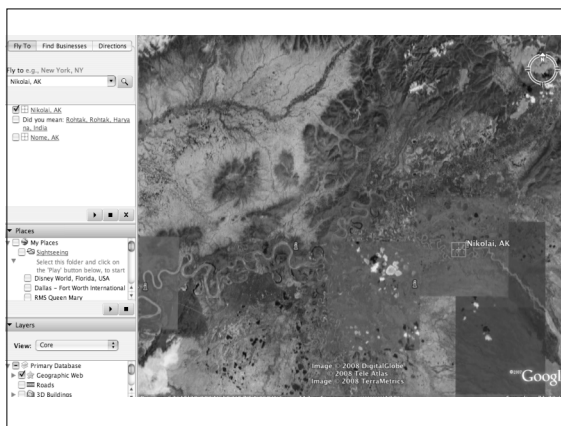 Fly To Find Businesses Directions
Fly to e.g., New York, NY
Nikolai, AK
Nikolai, AK
Did you mean: Rohtak, Rohtak, Harya
na, India
Nome, AK
Places
My Places
Sightseeing
Select this folder and click on
the 'Play' button below, to start
Disney World, Florida, USA
Dallas - Fort Worth International
RMS Queen Mary
Layers
View: Core
Primary Database
Geographic Web
Roads
3D Buildings
Nikolai, AK
Image © 2008 DigitalGlobe
© 2008 Tele Atlas
Image © 2008 TerraMetrics
Googl